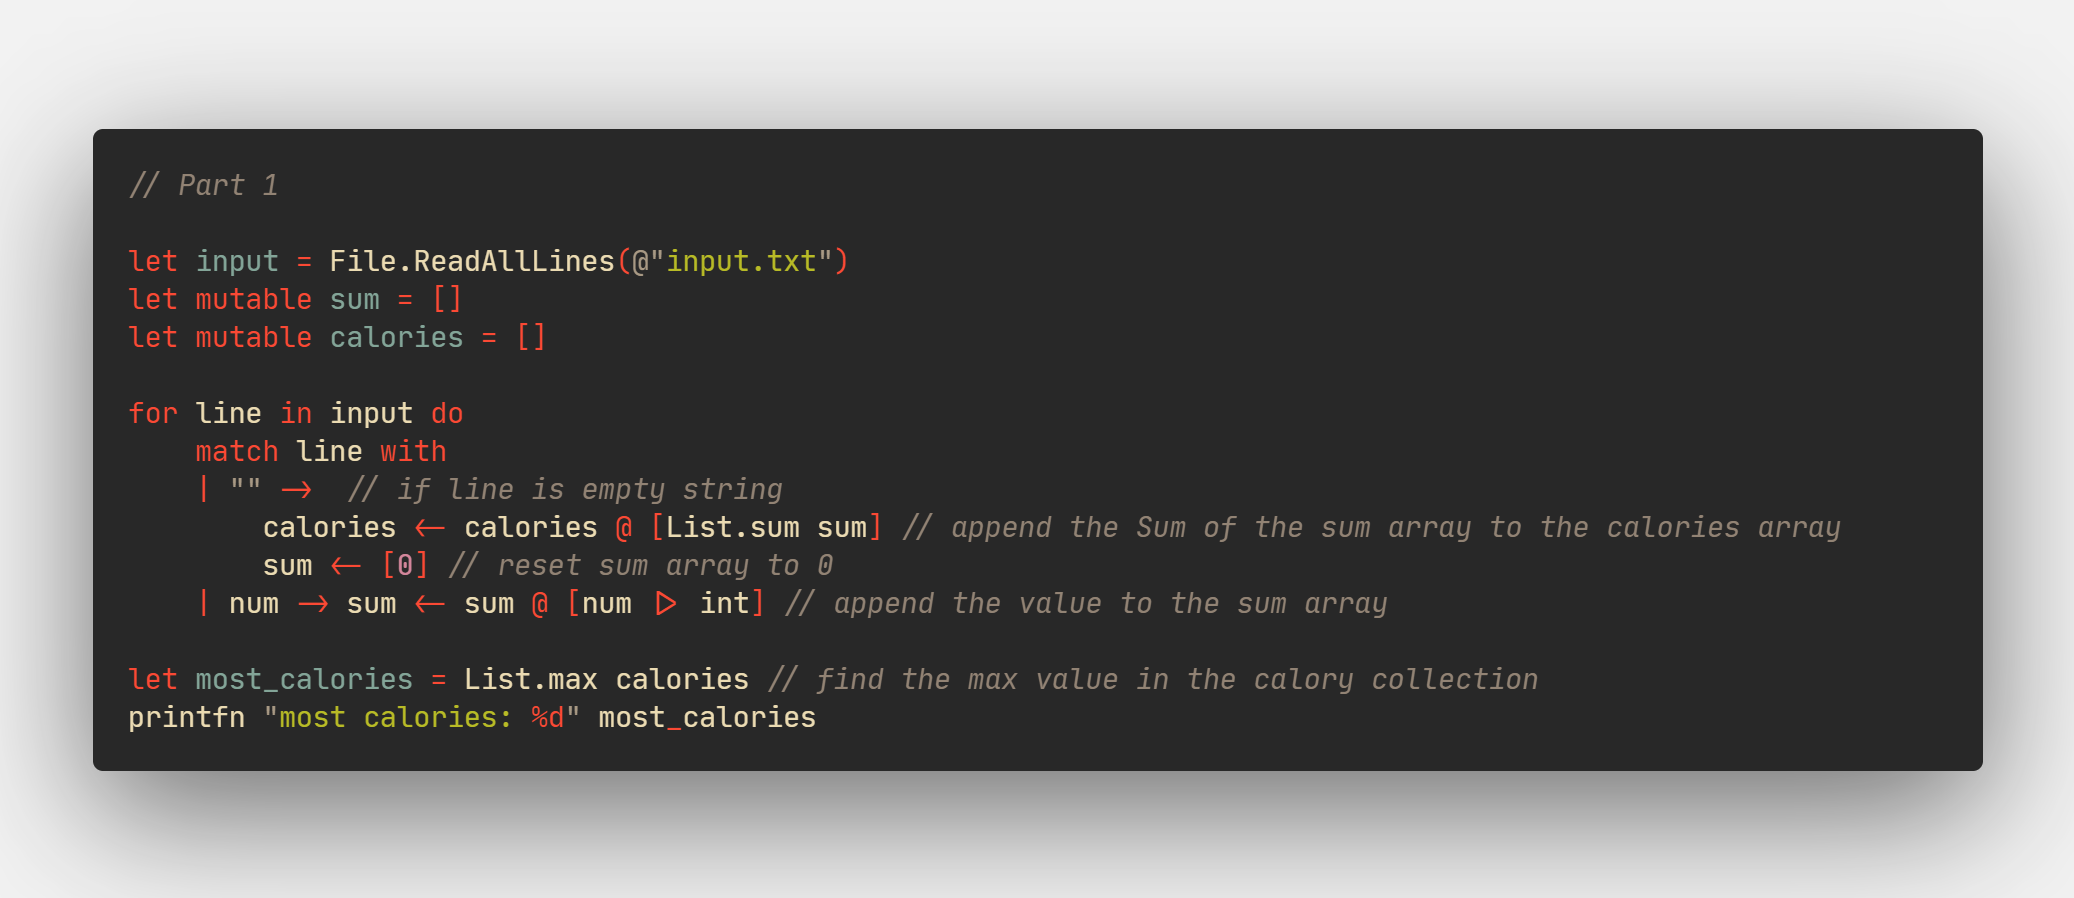 // Part 1

let input = File.ReadAllLines(@"input.txt")
let mutable sum = []
let mutable calories = []

for line in input do
    match line with
    | "" ->  // if line is empty string
        calories <- calories @ [List.sum sum] // append the Sum of the sum array to the calories array
        sum <- [0] // reset sum array to 0
    | num -> sum <- sum @ [num |> int] // append the value to the sum array

let most_calories = List.max calories // find the max value in the calory collection
printfn "most calories: %d" most_calories